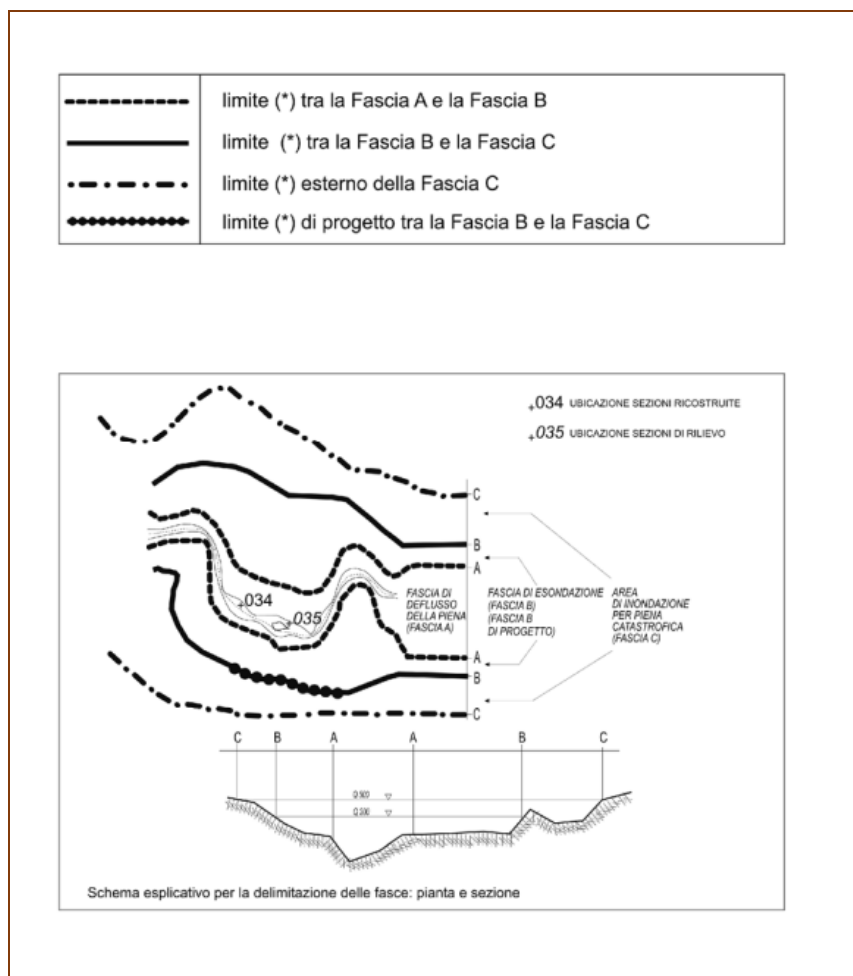 limite (*) tra la Fascia A e la Fascia B
limite (*) tra la Fascia B e la Fascia C
limite (*) esterno della Fascia C
limite (*) di progetto tra la Fascia B e la Fascia C
+034 UBICAZIONE SEZIONI RICOSTRUITE
+035 UBICAZIONE SEZIONI DI RILIEVO
C
B
A
+034
+035
FASCIA DI
DEFLUSSO
DELLA PIENA
(FASCIA A)
FASCIA DI ESONDAZIONE
(FASCIA B)
(FASCIA B
DI PROGETTO)
AREA
DI INONDAZIONE
PER PIENA
CATASTROFICA
(FASCIA C)
A
B
C
C B A A B C
Q 500
Q 200
Schema esplicativo per la delimitazione delle fasce: pianta e sezione